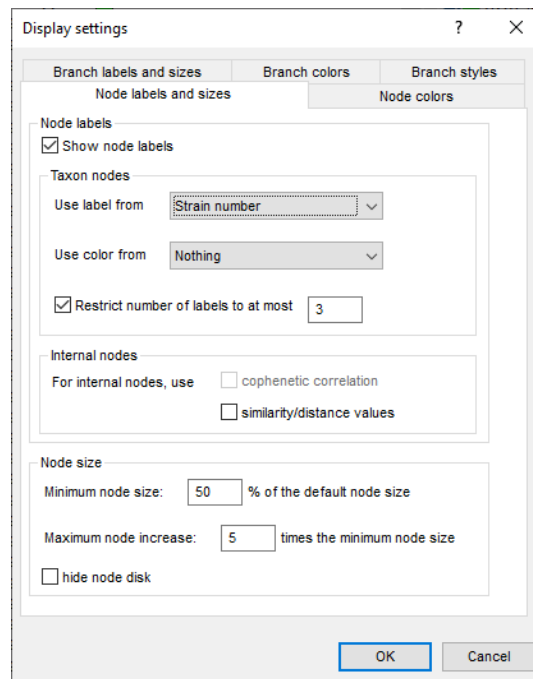 Display settings ? ×
Branch labels and sizes Branch colors Branch styles
Node labels and sizes Node colors
Node labels
Show node labels
Taxon nodes
Use label from Strain number
Use color from Nothing
Restrict number of labels to at most 3
Internal nodes
For internal nodes, use cophenetic correlation
similarity/distance values
Node size
Minimum node size: 50 % of the default node size
Maximum node increase: 5 times the minimum node size
hide node disk
OK Cancel